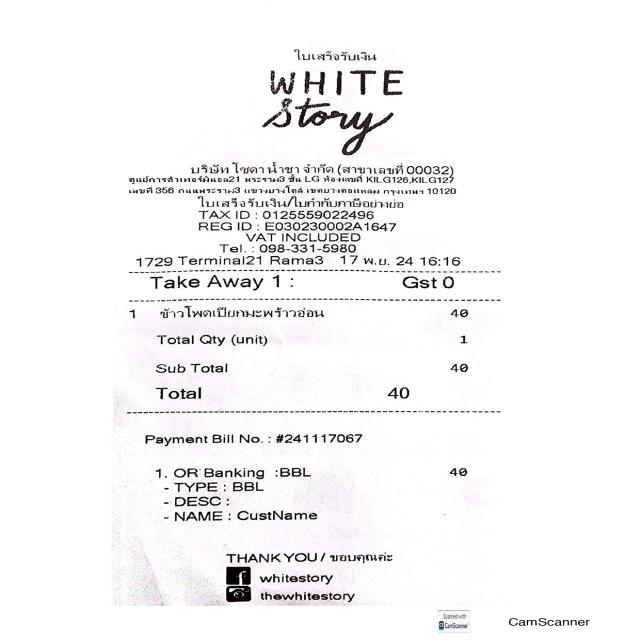 ใบเสร็จรับเงิน
WHITE
Story
บริษัท โซดา น้ำชา จำกัด (สาขาเลขที่ 00032)
ศูนย์การค้าเทอร์มินอล21 พระราม3 ชั้น LG ห้องเลขที่ KILG126,KILG127
เลขที่ 356 ถนนพระราม3 แขวงบางโคล่ เขตบางคอแหลม กรุงเทพฯ 10120
ใบเสร็จรับเงิน/ใบกำกับภาษีอย่างย่อ
TAX ID : 0125559022496
REG ID : E030230002A1647
VAT INCLUDED
Tel. : 098-331-5980
1729 Terminal21 Rama3 17 พ.ย. 24 16:16
Take Away 1 : Gst 0
1 ข้าวโพดเปียกมะพร้าวอ่อน 40
Total Qty (unit) 1
Sub Total 40
Total 40
Payment Bill No. : #241117067
1. QR Banking :BBL 40
- TYPE : BBL
- DESC :
- NAME : CustName
THANK YOU / ขอบคุณค่ะ
whitestory
thewhitestory
Scanned with
CamScanner
CamScanner